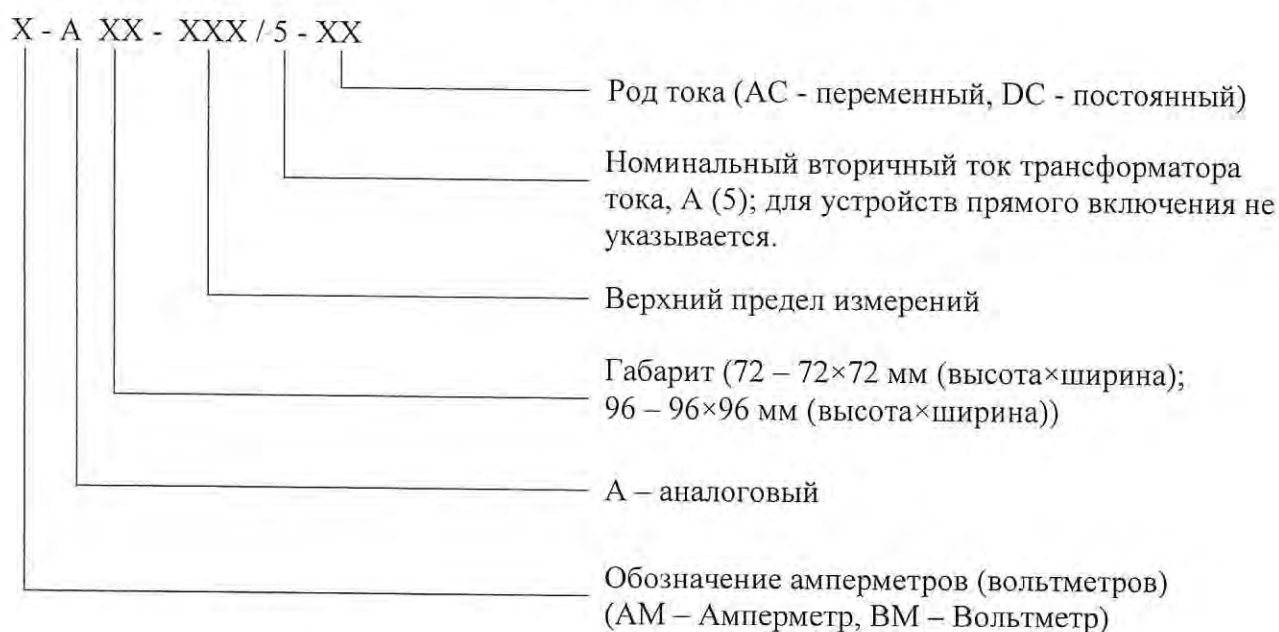 X - A XX - XXX / 5 - XX
Род тока (AC - переменный, DC - постоянный)
Номинальный вторичный ток трансформатора
тока, А (5); для устройств прямого включения не
указывается.
Верхний предел измерений
Габарит (72 – 72×72 мм (высота×ширина);
96 – 96×96 мм (высота×ширина))
А – аналоговый
Обозначение амперметров (вольтметров)
(АМ – Амперметр, ВМ – Вольтметр)